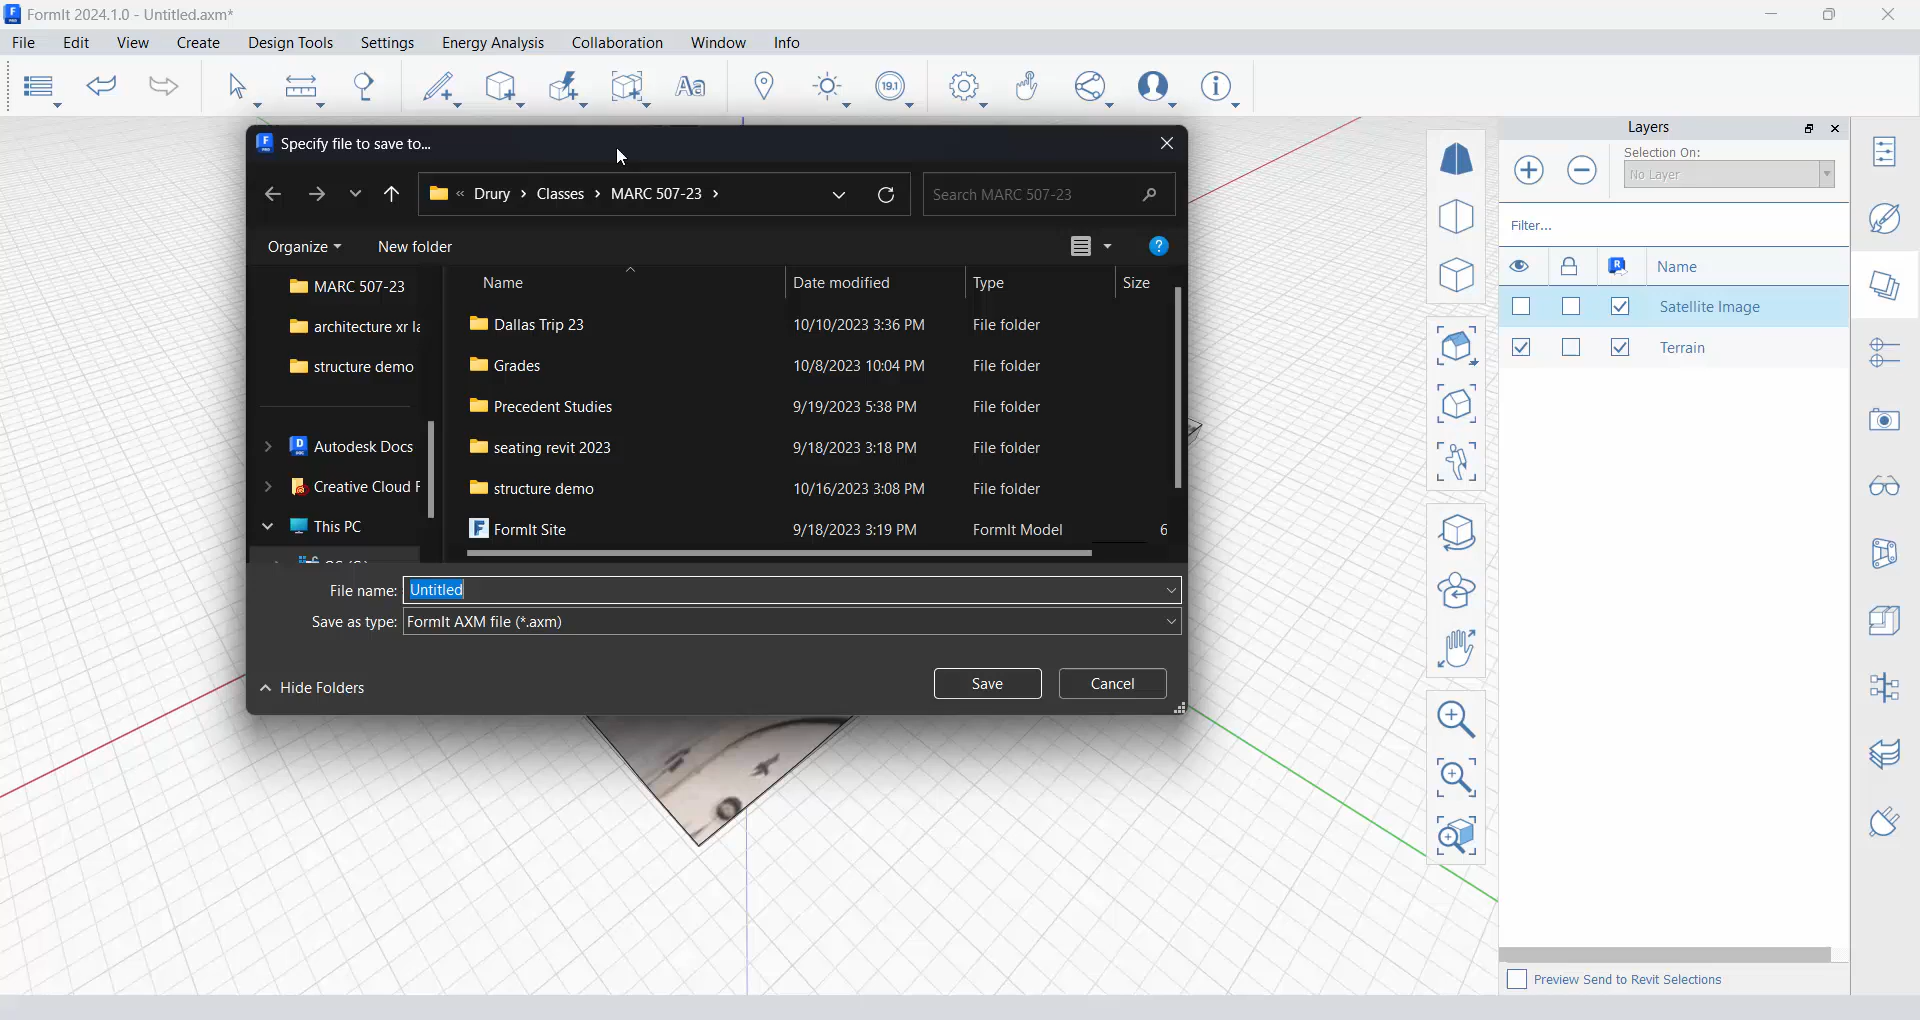 FormIt 2024.1.0 - Untitled.axm*
File Edit View Create Design Tools Settings Energy Analysis Collaboration Window Info
Aa 19.1
Specify file to save to...
« Drury > Classes > MARC 507-23 >
Search MARC 507-23
Organize New folder
MARC 507-23
architecture xr la
structure demo
Autodesk Docs
Creative Cloud F
This PC
Name Date modified Type Size
Dallas Trip 23 10/10/2023 3:36 PM File folder
Grades 10/8/2023 10:04 PM File folder
Precedent Studies 9/19/2023 5:38 PM File folder
seating revit 2023 9/18/2023 3:18 PM File folder
structure demo 10/16/2023 3:08 PM File folder
FormIt Site 9/18/2023 3:19 PM FormIt Model 6
File name: Untitled
Save as type: FormIt AXM file (*.axm)
Hide Folders
Save Cancel
Layers
Selection On:
No Layer
Filter...
Name
Satellite Image
Terrain
Preview Send to Revit Selections